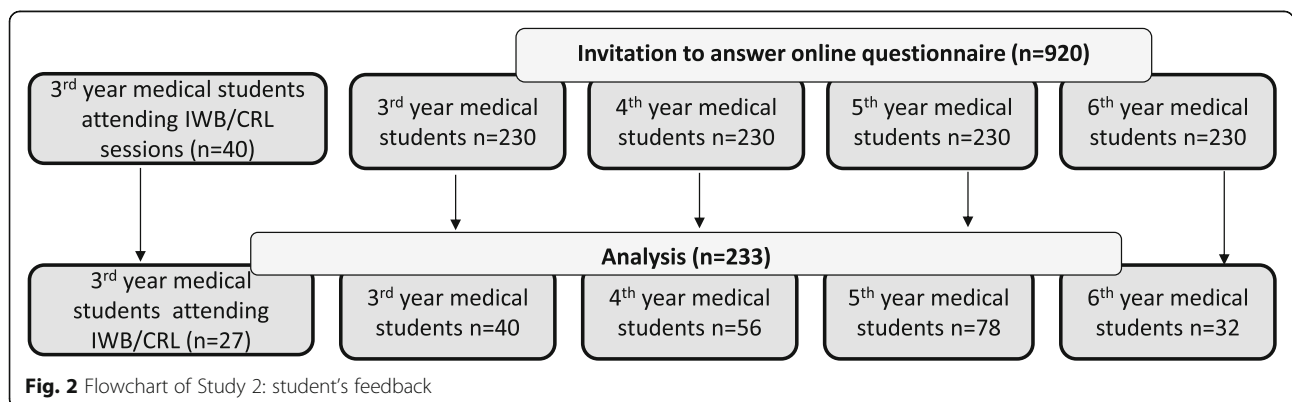 Invitation to answer online questionnaire (n=920)
3rd year medical students
attending IWB/CRL
sessions (n=40)
3rd year medical
students n=230
4th year medical
students n=230
5th year medical
students n=230
6th year medical
students n=230
Analysis (n=233)
3rd year medical
students attending
IWB/CRL (n=27)
3rd year medical
students n=40
4th year medical
students n=56
5th year medical
students n=78
6th year medical
students n=32
Fig. 2 Flowchart of Study 2: student's feedback